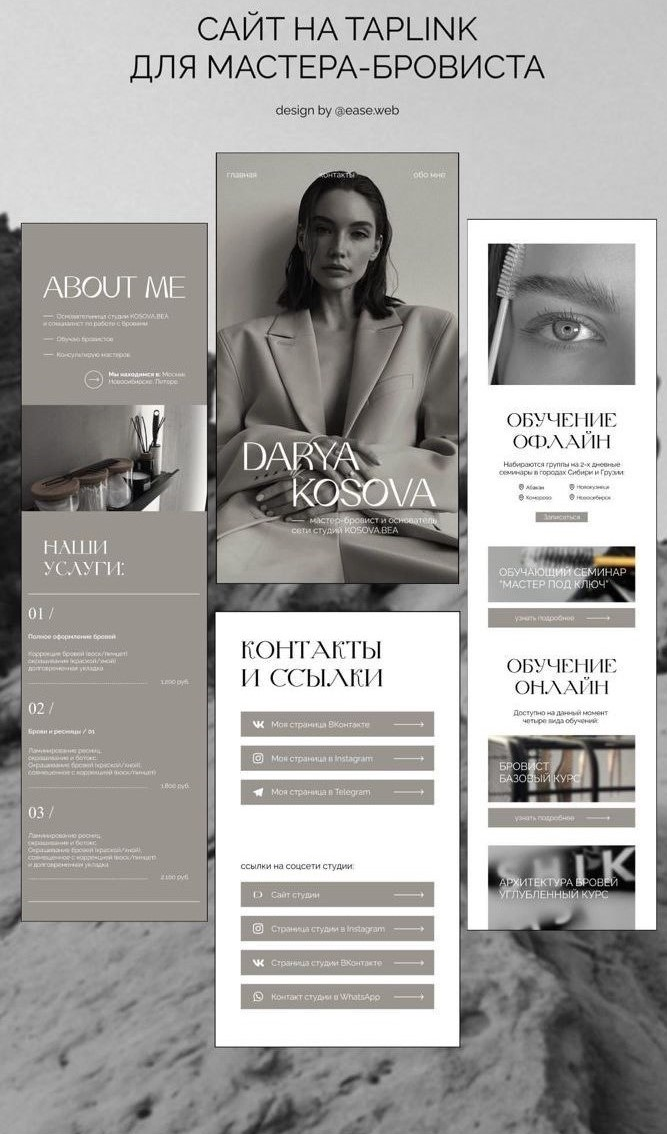 САЙТ НА TAPLINK
ДЛЯ МАСТЕРА-БРОВИСТА
design by @ease.web
главная
контакты
обо мне
DARYA
KOSOVA
мастер-бровист и основатель
сети студий KOSOVA.BEA
ABOUT ME
Основательница студии KOSOVA.BEA
и специалист по работе с бровями
Обучаю бровистов
Консультирую мастеров
Мы находимся в: Москве
Новосибирске, Питере.
НАШИ
УСЛУГИ:
01 /
Полное оформление бровей
Коррекция бровей (воск/пинцет)
окрашивание (краской/хной)
долговременная укладка
1.200 руб.
02 /
Брови и ресницы / 01
Ламинирование ресниц,
окрашивание и ботокс.
Окрашивание бровей (краской/хной),
совмещенное с коррекцией (воск/пинцет)
1.800 руб.
03 /
Ламинирование ресниц,
окрашивание и ботокс.
Окрашивание бровей (краской/хной),
совмещенное с коррекцией (воск/пинцет)
и долговременная укладка
2.100 руб.
КОНТАКТЫ
И ССЫЛКИ
Моя страница ВКонтакте
Моя страница в Instagram
Моя страница в Telegram
ссылки на соцсети студии:
Сайт студии
Страница студии в Instagram
Страница студии ВКонтакте
Контакт студии в WhatsApp
ОБУЧЕНИЕ
ОФЛАЙН
Набираются группы на 2-х дневные
семинары в городах Сибири и Грузии:
Абакан
Новокузнецк
Кемерово
Новосибирск
Записаться
ОБУЧАЮЩИЙ СЕМИНАР
"МАСТЕР ПОД КЛЮЧ"
узнать подробнее
ОБУЧЕНИЕ
ОНЛАЙН
Доступно на данный момент
четыре вида обучений:
БРОВИСТ
БАЗОВЫЙ КУРС
узнать подробнее
АРХИТЕКТУРА БРОВЕЙ
УГЛУБЛЕННЫЙ КУРС